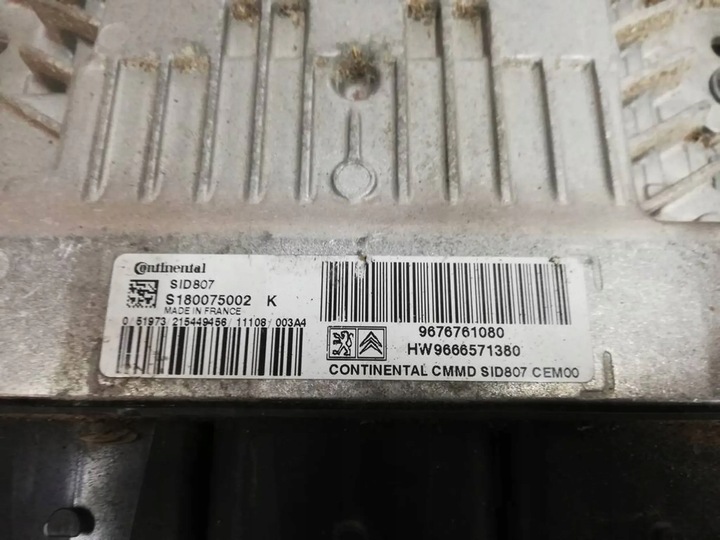 Continental
SID807
S180075002 K
MADE IN FRANCE
0/51973/215449456/11108/003A4
9676761080
HW9666571380
CONTINENTAL CMMD SID807 CEM00